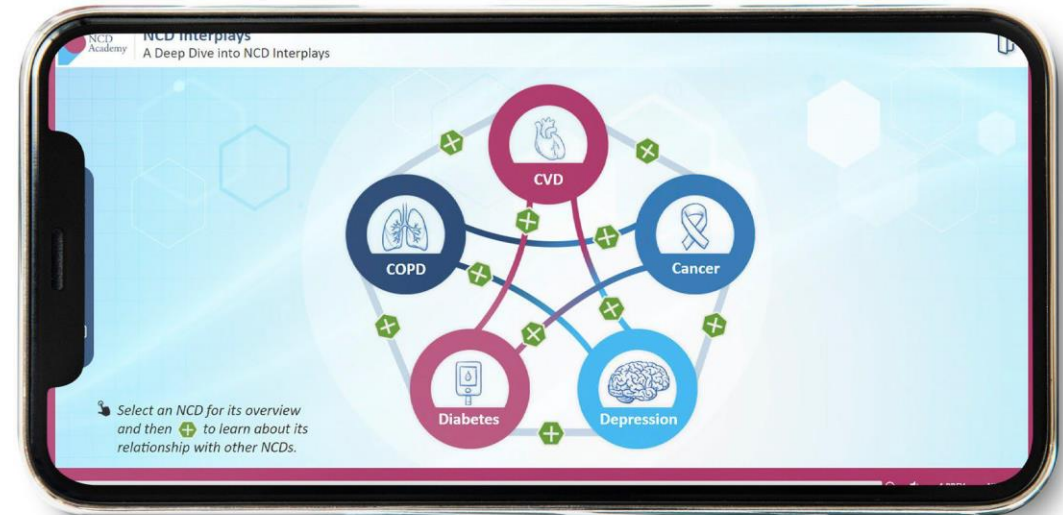 NCD
Academy
NCD Interplays
A Deep Dive into NCD Interplays
CVD
COPD
Cancer
Diabetes
Depression
Select an NCD for its overview
and then to learn about its
relationship with other NCDs.